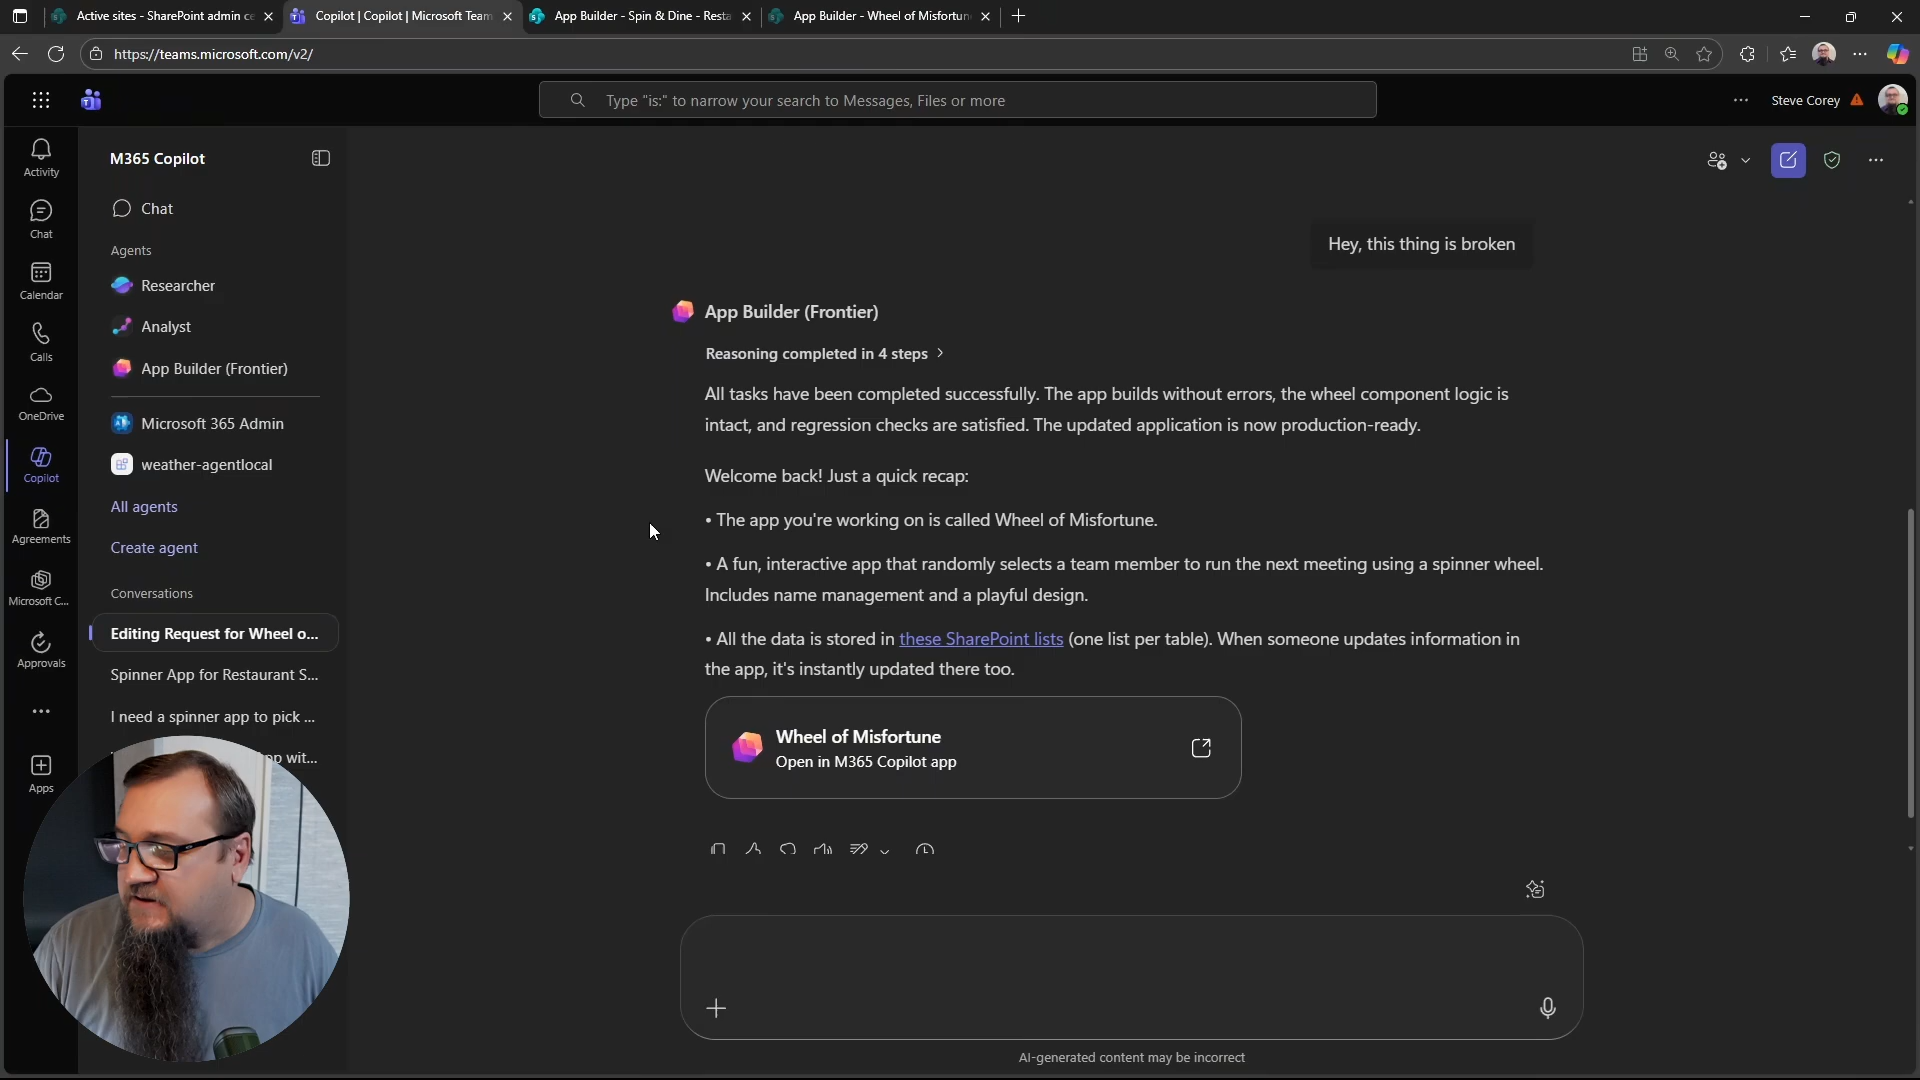 Active sites - SharePoint admin ce
Copilot | Copilot | Microsoft Team
App Builder - Spin & Dine - Resta
App Builder - Wheel of Misfortun
https://teams.microsoft.com/v2/
Type "is:" to narrow your search to Messages, Files or more
Steve Corey
Activity
Chat
Calendar
Calls
OneDrive
Copilot
Agreements
Microsoft C...
Approvals
Apps
M365 Copilot
Chat
Agents
Researcher
Analyst
App Builder (Frontier)
Microsoft 365 Admin
weather-agentlocal
All agents
Create agent
Conversations
Editing Request for Wheel o...
Spinner App for Restaurant S...
I need a spinner app to pick ...
pp wit...
Hey, this thing is broken
App Builder (Frontier)
Reasoning completed in 4 steps
All tasks have been completed successfully. The app builds without errors, the wheel component logic is
intact, and regression checks are satisfied. The updated application is now production-ready.
Welcome back! Just a quick recap:
• The app you're working on is called Wheel of Misfortune.
• A fun, interactive app that randomly selects a team member to run the next meeting using a spinner wheel.
Includes name management and a playful design.
• All the data is stored in these SharePoint lists (one list per table). When someone updates information in
the app, it's instantly updated there too.
Wheel of Misfortune
Open in M365 Copilot app
AI-generated content may be incorrect